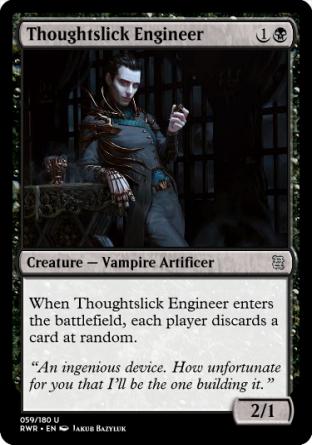 Thoughtslick Engineer 1
Creature — Vampire Artificer
When Thoughtslick Engineer enters
the battlefield, each player discards a
card at random.
“An ingenious device. How unfortunate
for you that I’ll be the one building it.”
2/1
059/180 U
RWR • EN Jakub Bazyluk